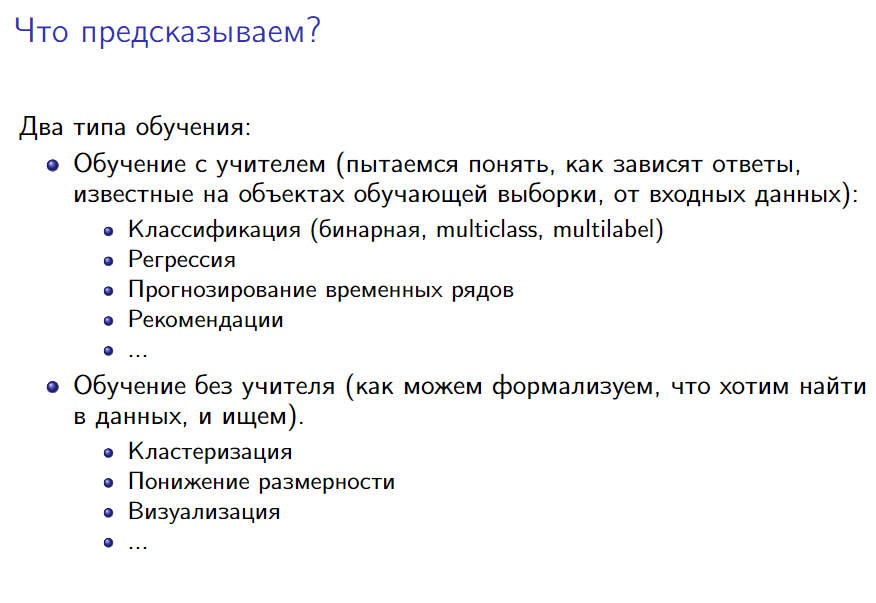 Что предсказываем?
Два типа обучения:
Обучение с учителем (пытаемся понять, как зависят ответы,
известные на объектах обучающей выборки, от входных данных):
Классификация (бинарная, multiclass, multilabel)
Регрессия
Прогнозирование временных рядов
Рекомендации
...
Обучение без учителя (как можем формализуем, что хотим найти
в данных, и ищем).
Кластеризация
Понижение размерности
Визуализация
...